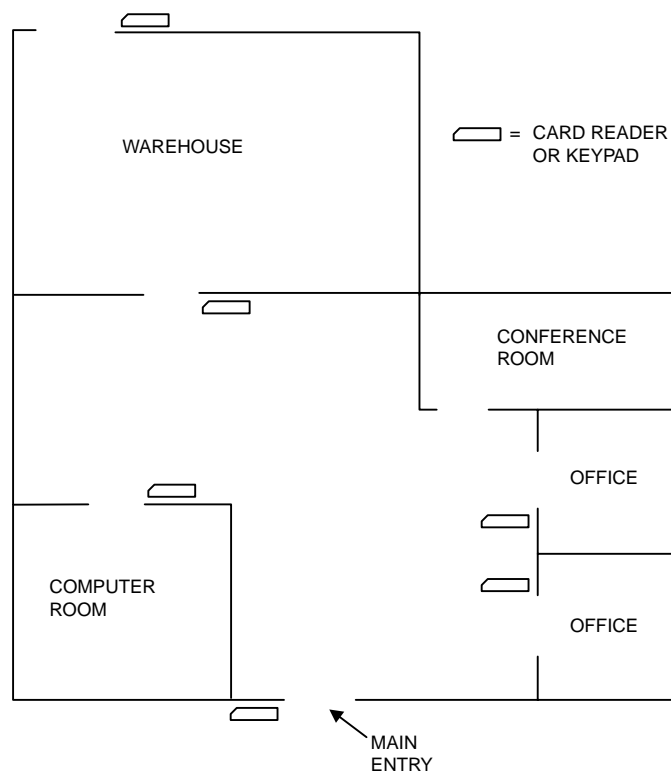 WAREHOUSE
= CARD READER
OR KEYPAD
CONFERENCE
ROOM
OFFICE
COMPUTER
ROOM
OFFICE
MAIN
ENTRY